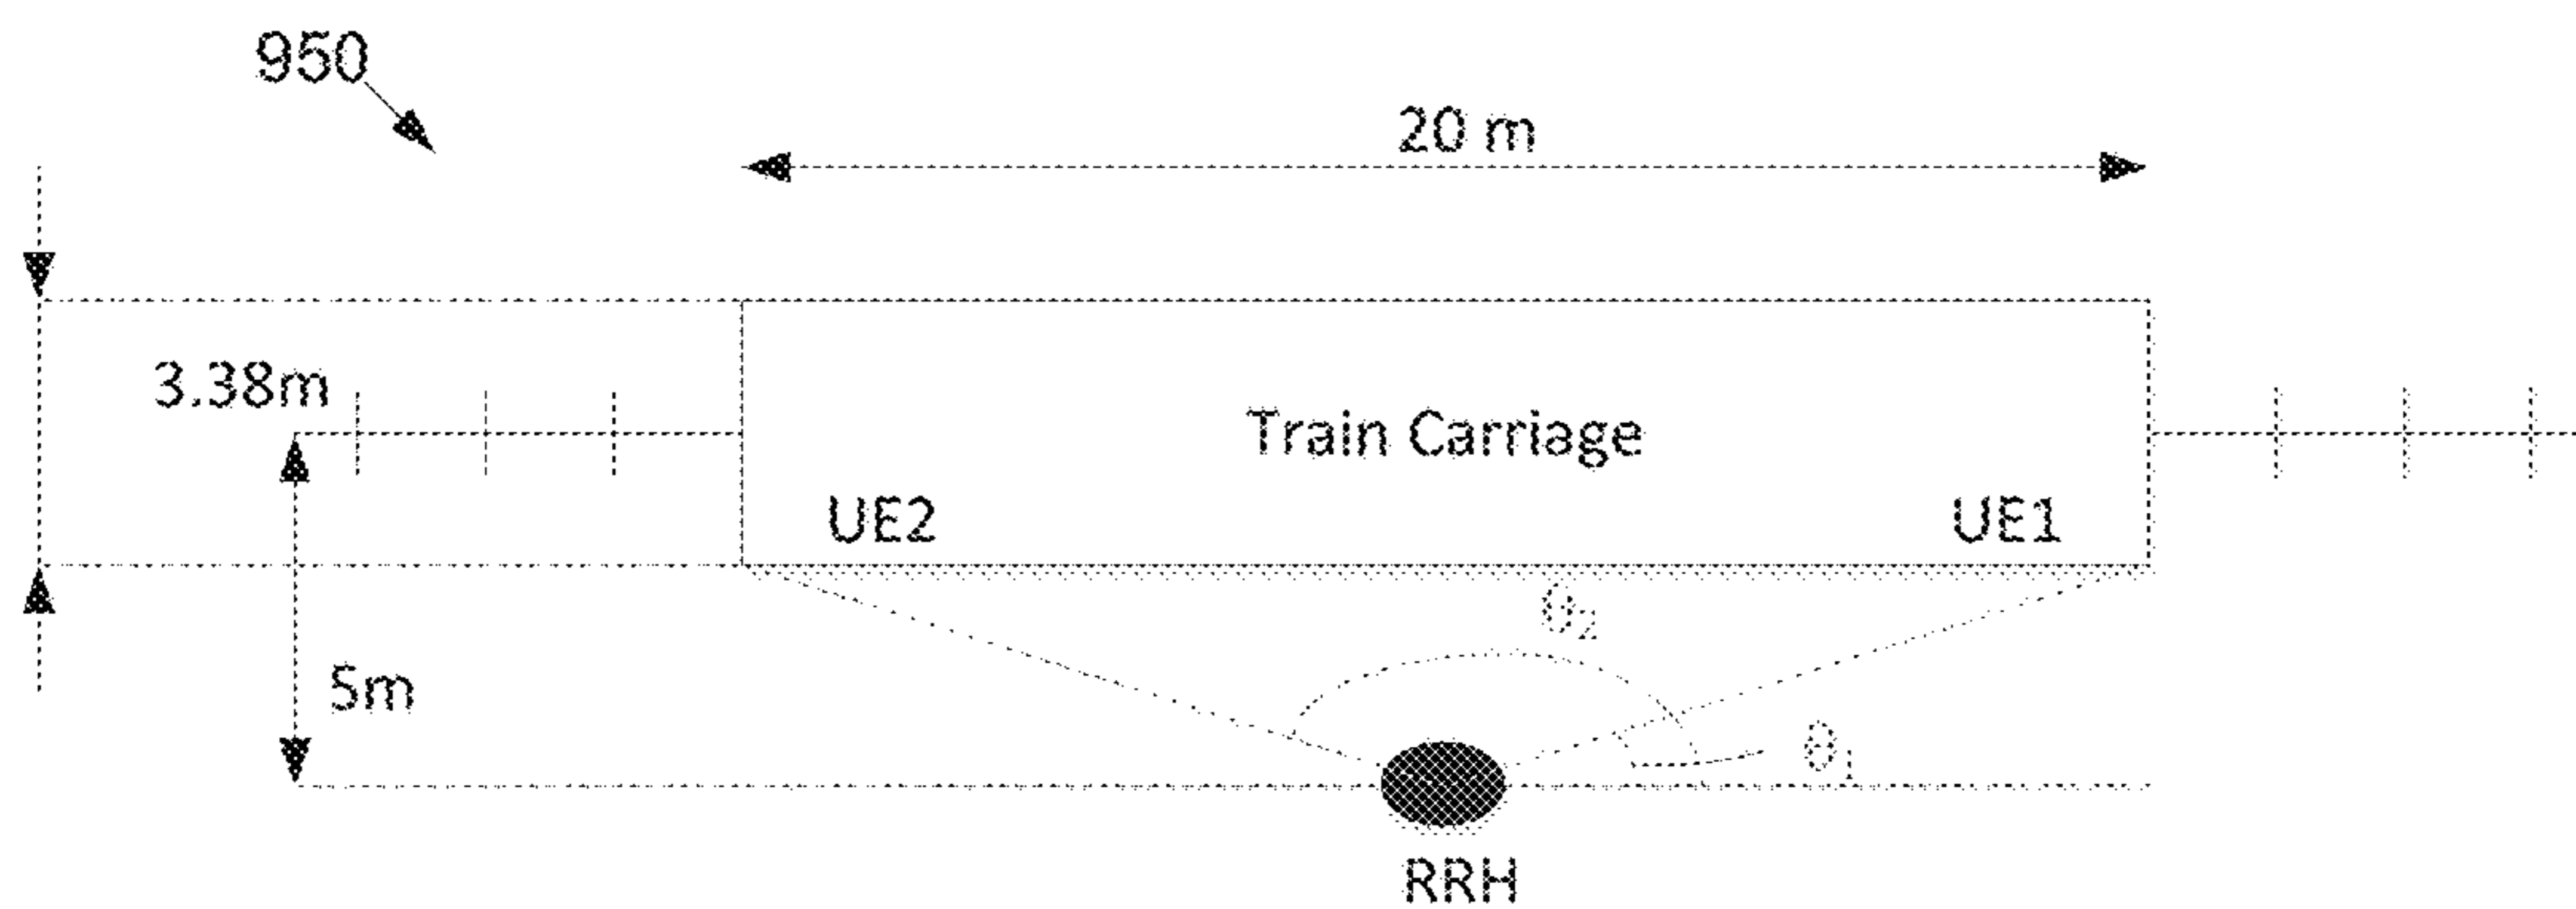 950
20 m
3.38m
Train Carriage
UE2
UE1
θ₂
5m
θ₁
RRH